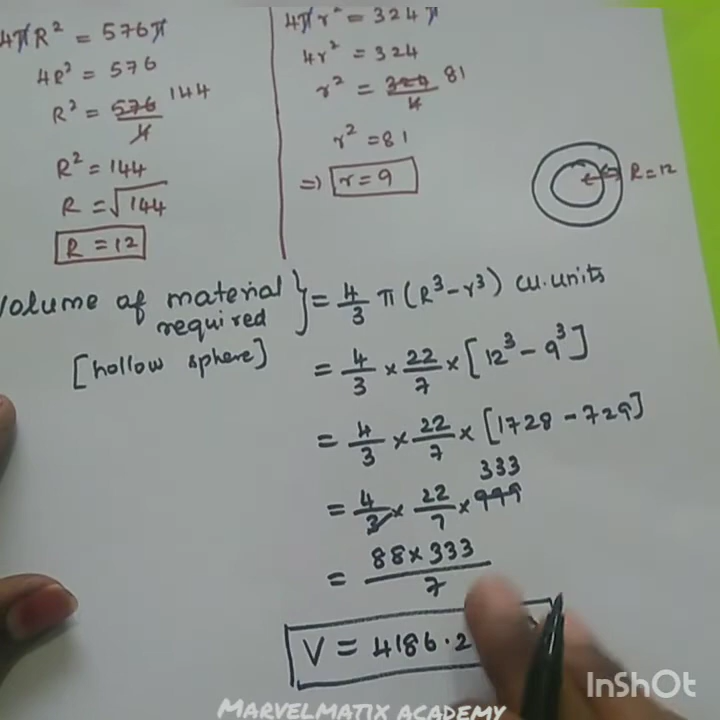 4πR² = 576π
4R² = 576
R² = 576/4 144
R² = 144
R = √144
R = 12
4πr² = 324π
4r² = 324
r² = 324/4 81
r² = 81
=) r = 9
R = 12
Volume of material required } = 4/3 π (R³ - r³) cu.units
[hollow sphere]
= 4/3 × 22/7 × [12³ - 9³]
= 4/3 × 22/7 × [1728 - 729]
333
= 4/3 × 22/7 × 999
= 88 × 333 / 7
V = 4186.2
InShOt
MARVELMATIX ACADEMY